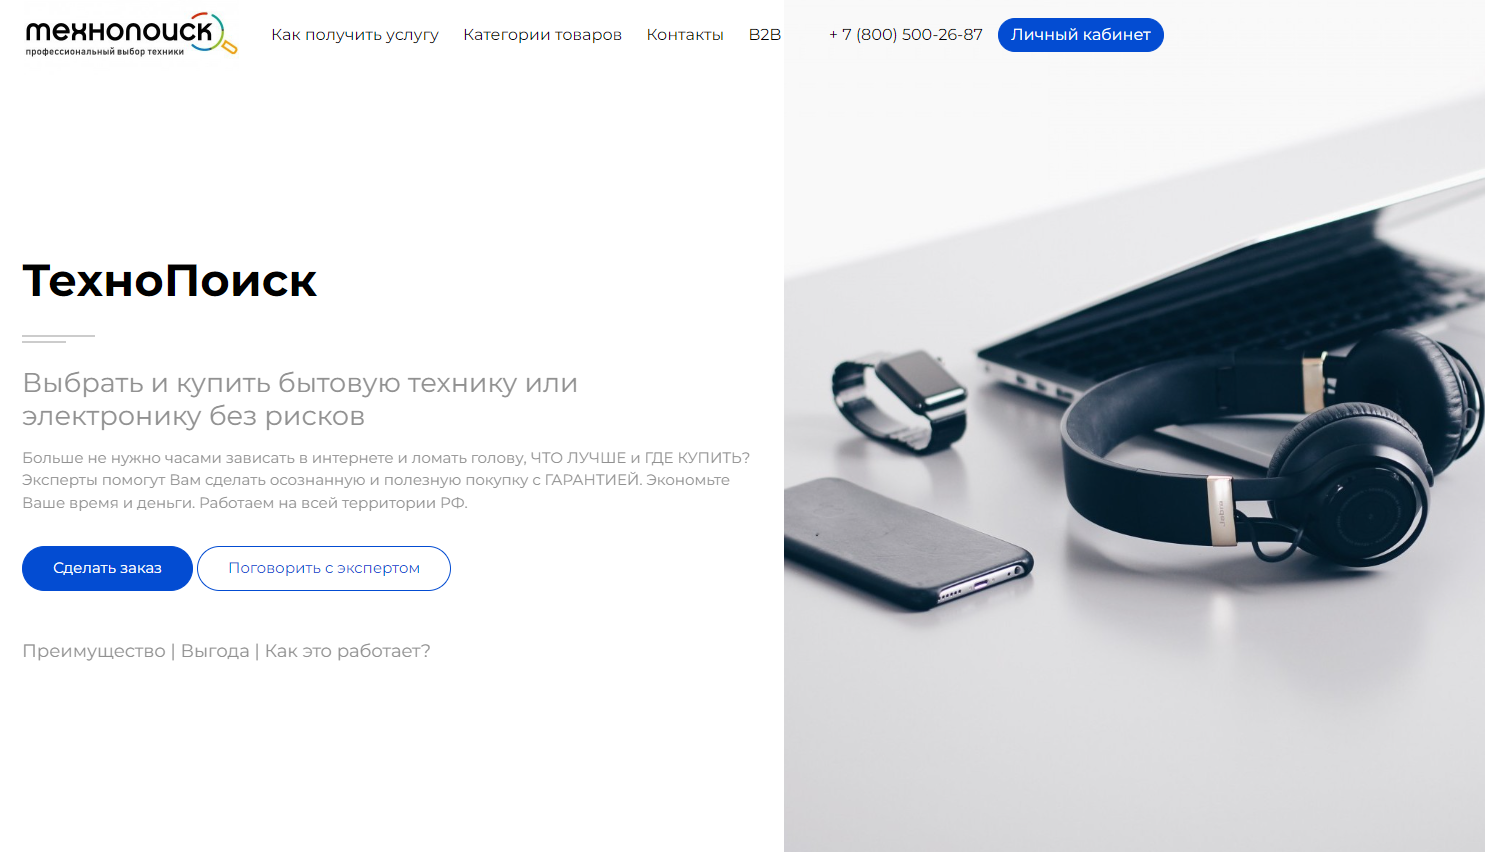 технопоиск
профессиональный выбор техники
Как получить услугу
Категории товаров
Контакты
B2B
+ 7 (800) 500-26-87
Личный кабинет
ТехноПоиск
Выбрать и купить бытовую технику или
электронику без рисков
Больше не нужно часами зависать в интернете и ломать голову, ЧТО ЛУЧШЕ и ГДЕ КУПИТЬ?
Эксперты помогут Вам сделать осознанную и полезную покупку с ГАРАНТИЕЙ. Экономьте
Ваше время и деньги. Работаем на всей территории РФ.
Сделать заказ
Поговорить с экспертом
Преимущество | Выгода | Как это работает?
Jabra